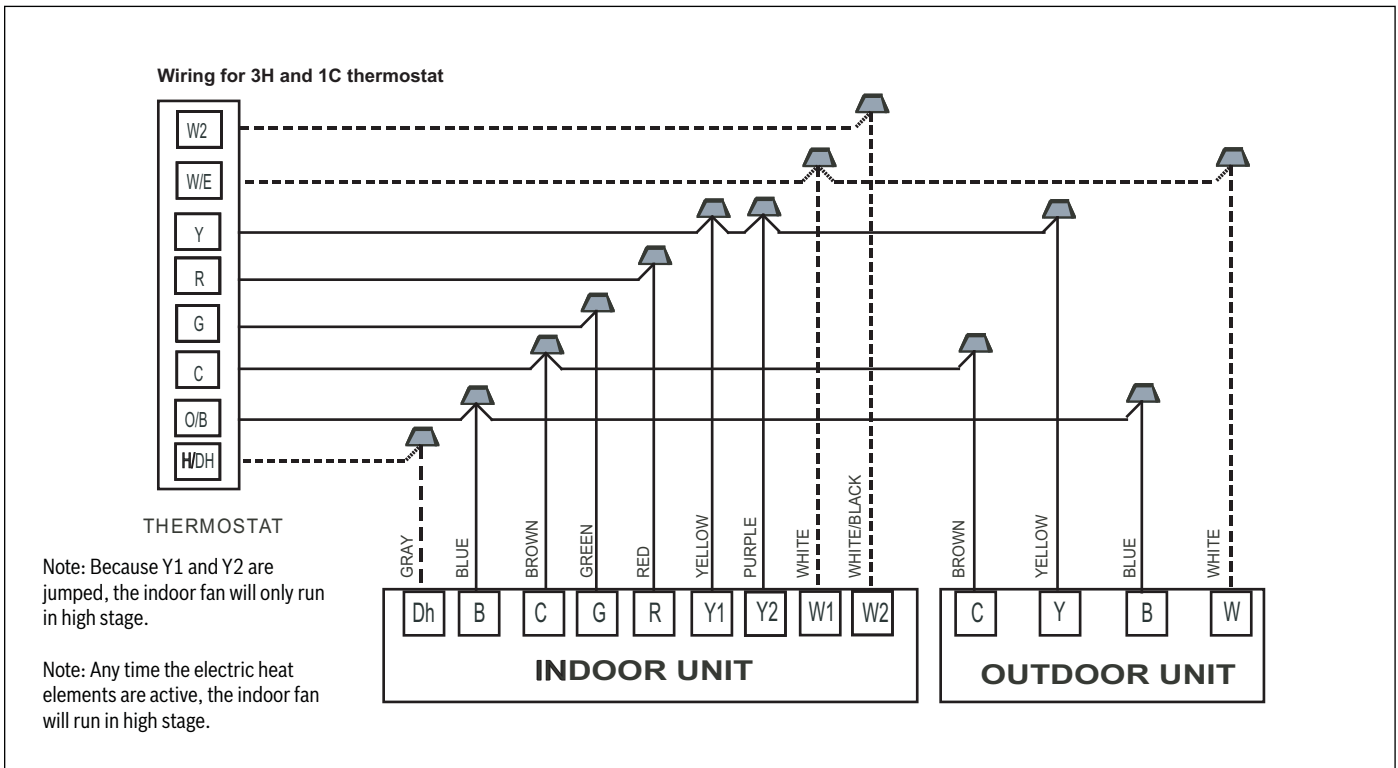 Wiring for 3H and 1C thermostat
W2
W/E
Y
R
G
C
O/B
H/DH
THERMOSTAT
Note: Because Y1 and Y2 are
jumped, the indoor fan will only run
in high stage.
Note: Any time the electric heat
elements are active, the indoor fan
will run in high stage.
GRAY
BLUE
BROWN
GREEN
RED
YELLOW
PURPLE
WHITE
WHITE/BLACK
BROWN
YELLOW
BLUE
WHITE
Dh B C G R Y1 Y2 W1 W2
C Y B W
INDOOR UNIT
OUTDOOR UNIT